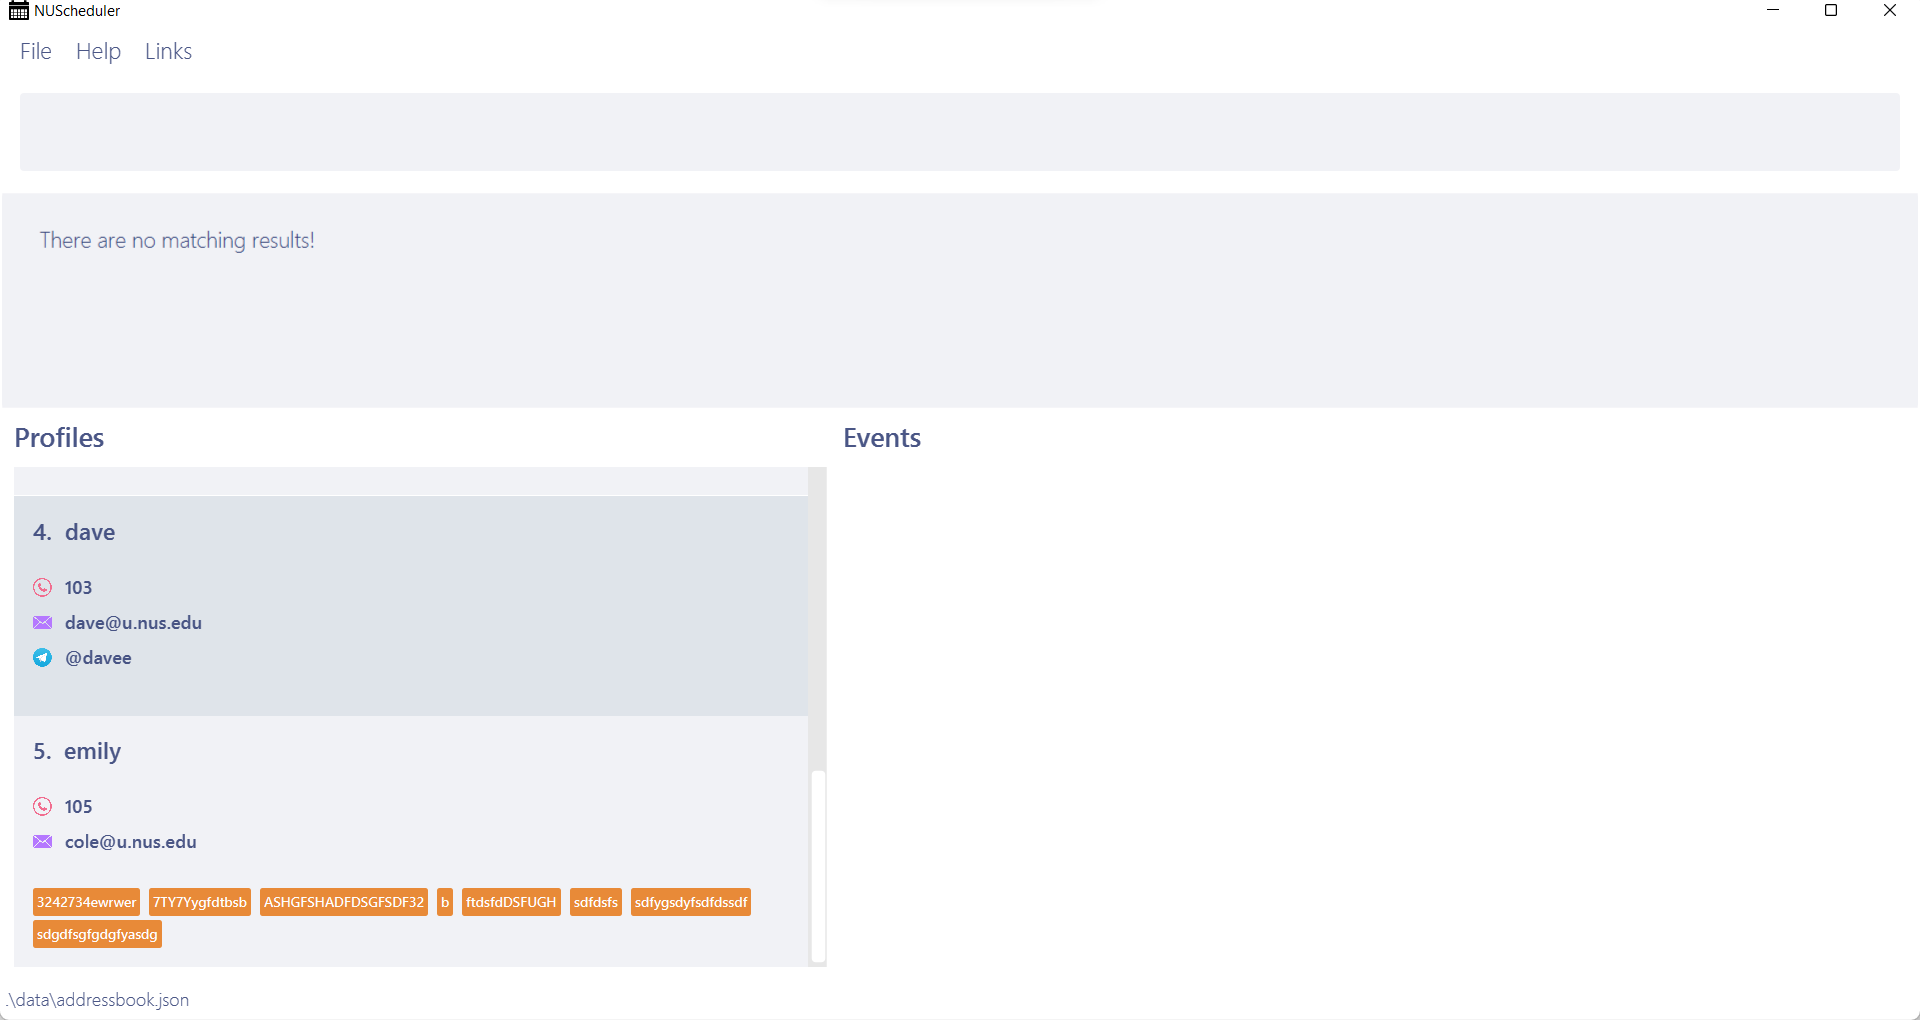 NUScheduler
File Help Links
There are no matching results!
Profiles
4. dave
103
dave@u.nus.edu
@davee
5. emily
105
cole@u.nus.edu
3242734ewrwer 7TY7Yygfdtbsb ASHGFSHADFDSGFSDF32 b ftdsfdDSFUGH sdfdsfs sdfygsdyfsdfdssdf
sdgdfsgfgdgfyasdg
Events
.\data\addressbook.json